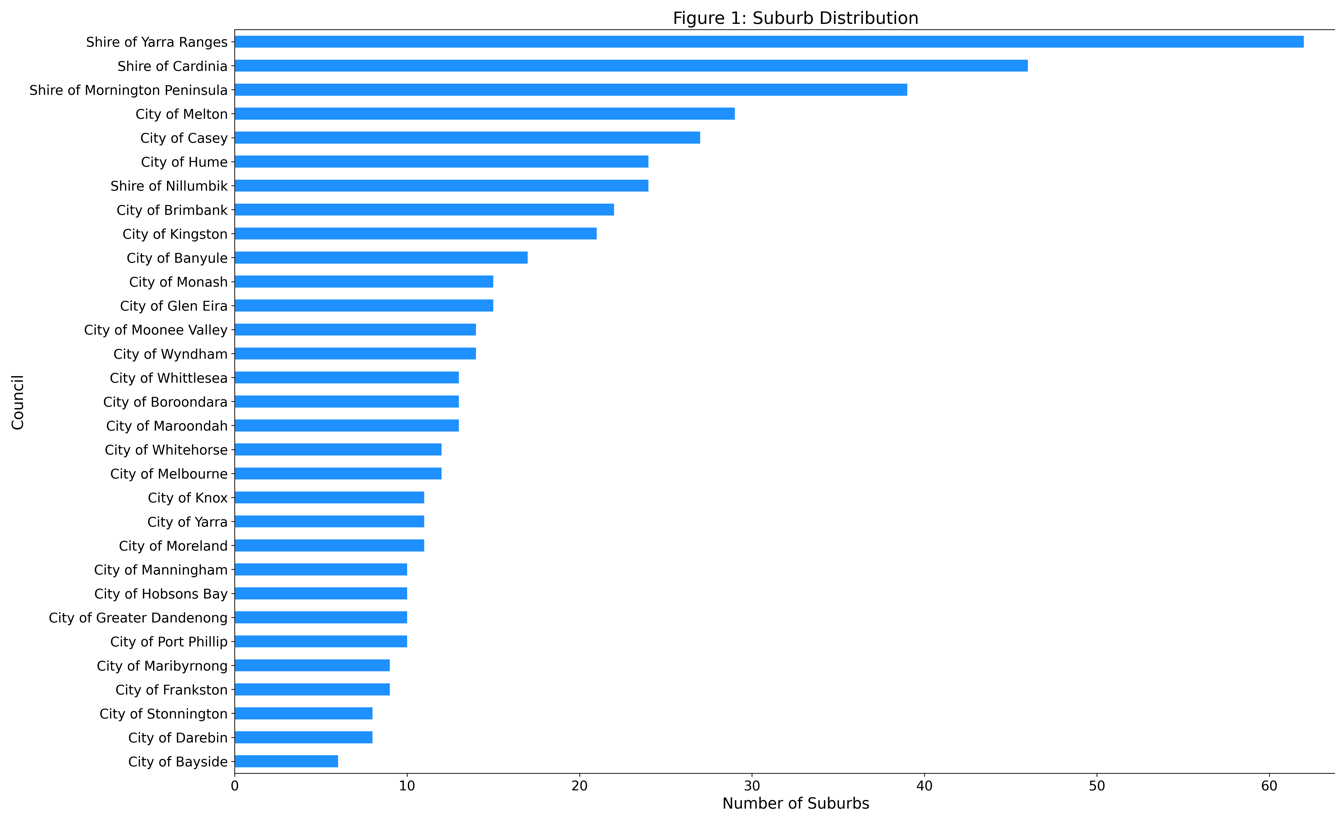 Figure 1: Suburb Distribution
Shire of Yarra Ranges
Shire of Cardinia
Shire of Mornington Peninsula
City of Melton
City of Casey
City of Hume
Shire of Nillumbik
City of Brimbank
City of Kingston
City of Banyule
City of Monash
City of Glen Eira
City of Moonee Valley
City of Wyndham
City of Whittlesea
City of Boroondara
City of Maroondah
City of Whitehorse
City of Melbourne
City of Knox
City of Yarra
City of Moreland
City of Manningham
City of Hobsons Bay
City of Greater Dandenong
City of Port Phillip
City of Maribyrnong
City of Frankston
City of Stonnington
City of Darebin
City of Bayside
Council
0 10 20 30 40 50 60
Number of Suburbs